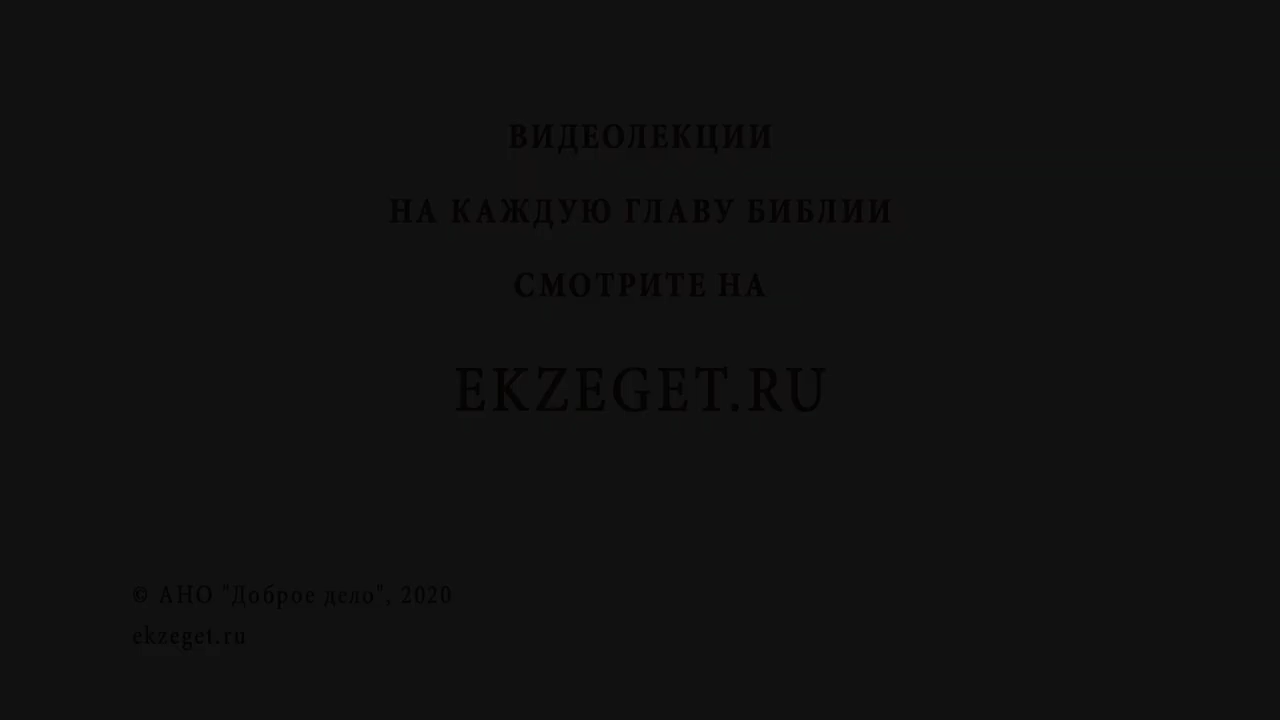 ВИДЕОЛЕКЦИИ
НА КАЖДУЮ ГЛАВУ БИБЛИИ
СМОТРИТЕ НА
EKZEGET.RU
© АНО "Доброе дело", 2020
ekzeget.ru